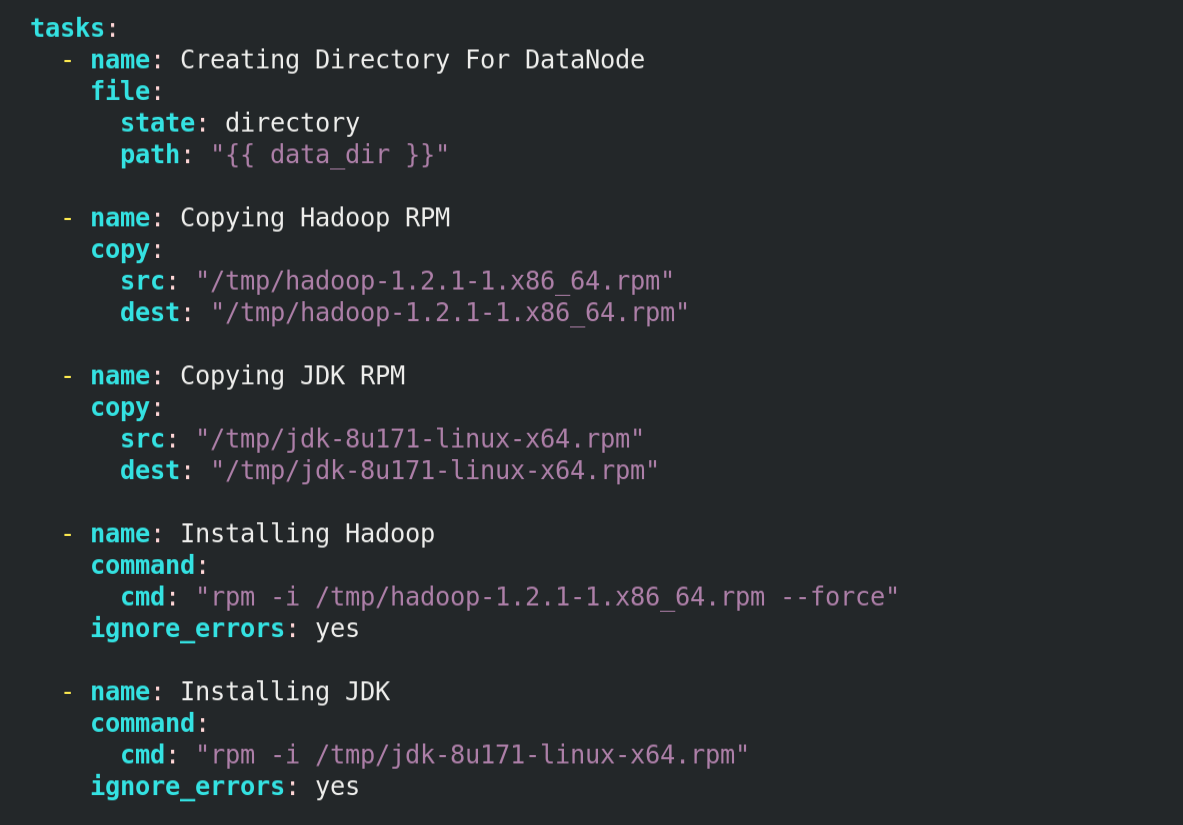 tasks:
  - name: Creating Directory For DataNode
    file:
      state: directory
      path: "{{ data_dir }}"

  - name: Copying Hadoop RPM
    copy:
      src: "/tmp/hadoop-1.2.1-1.x86_64.rpm"
      dest: "/tmp/hadoop-1.2.1-1.x86_64.rpm"

  - name: Copying JDK RPM
    copy:
      src: "/tmp/jdk-8u171-linux-x64.rpm"
      dest: "/tmp/jdk-8u171-linux-x64.rpm"

  - name: Installing Hadoop
    command:
      cmd: "rpm -i /tmp/hadoop-1.2.1-1.x86_64.rpm --force"
    ignore_errors: yes

  - name: Installing JDK
    command:
      cmd: "rpm -i /tmp/jdk-8u171-linux-x64.rpm"
    ignore_errors: yes